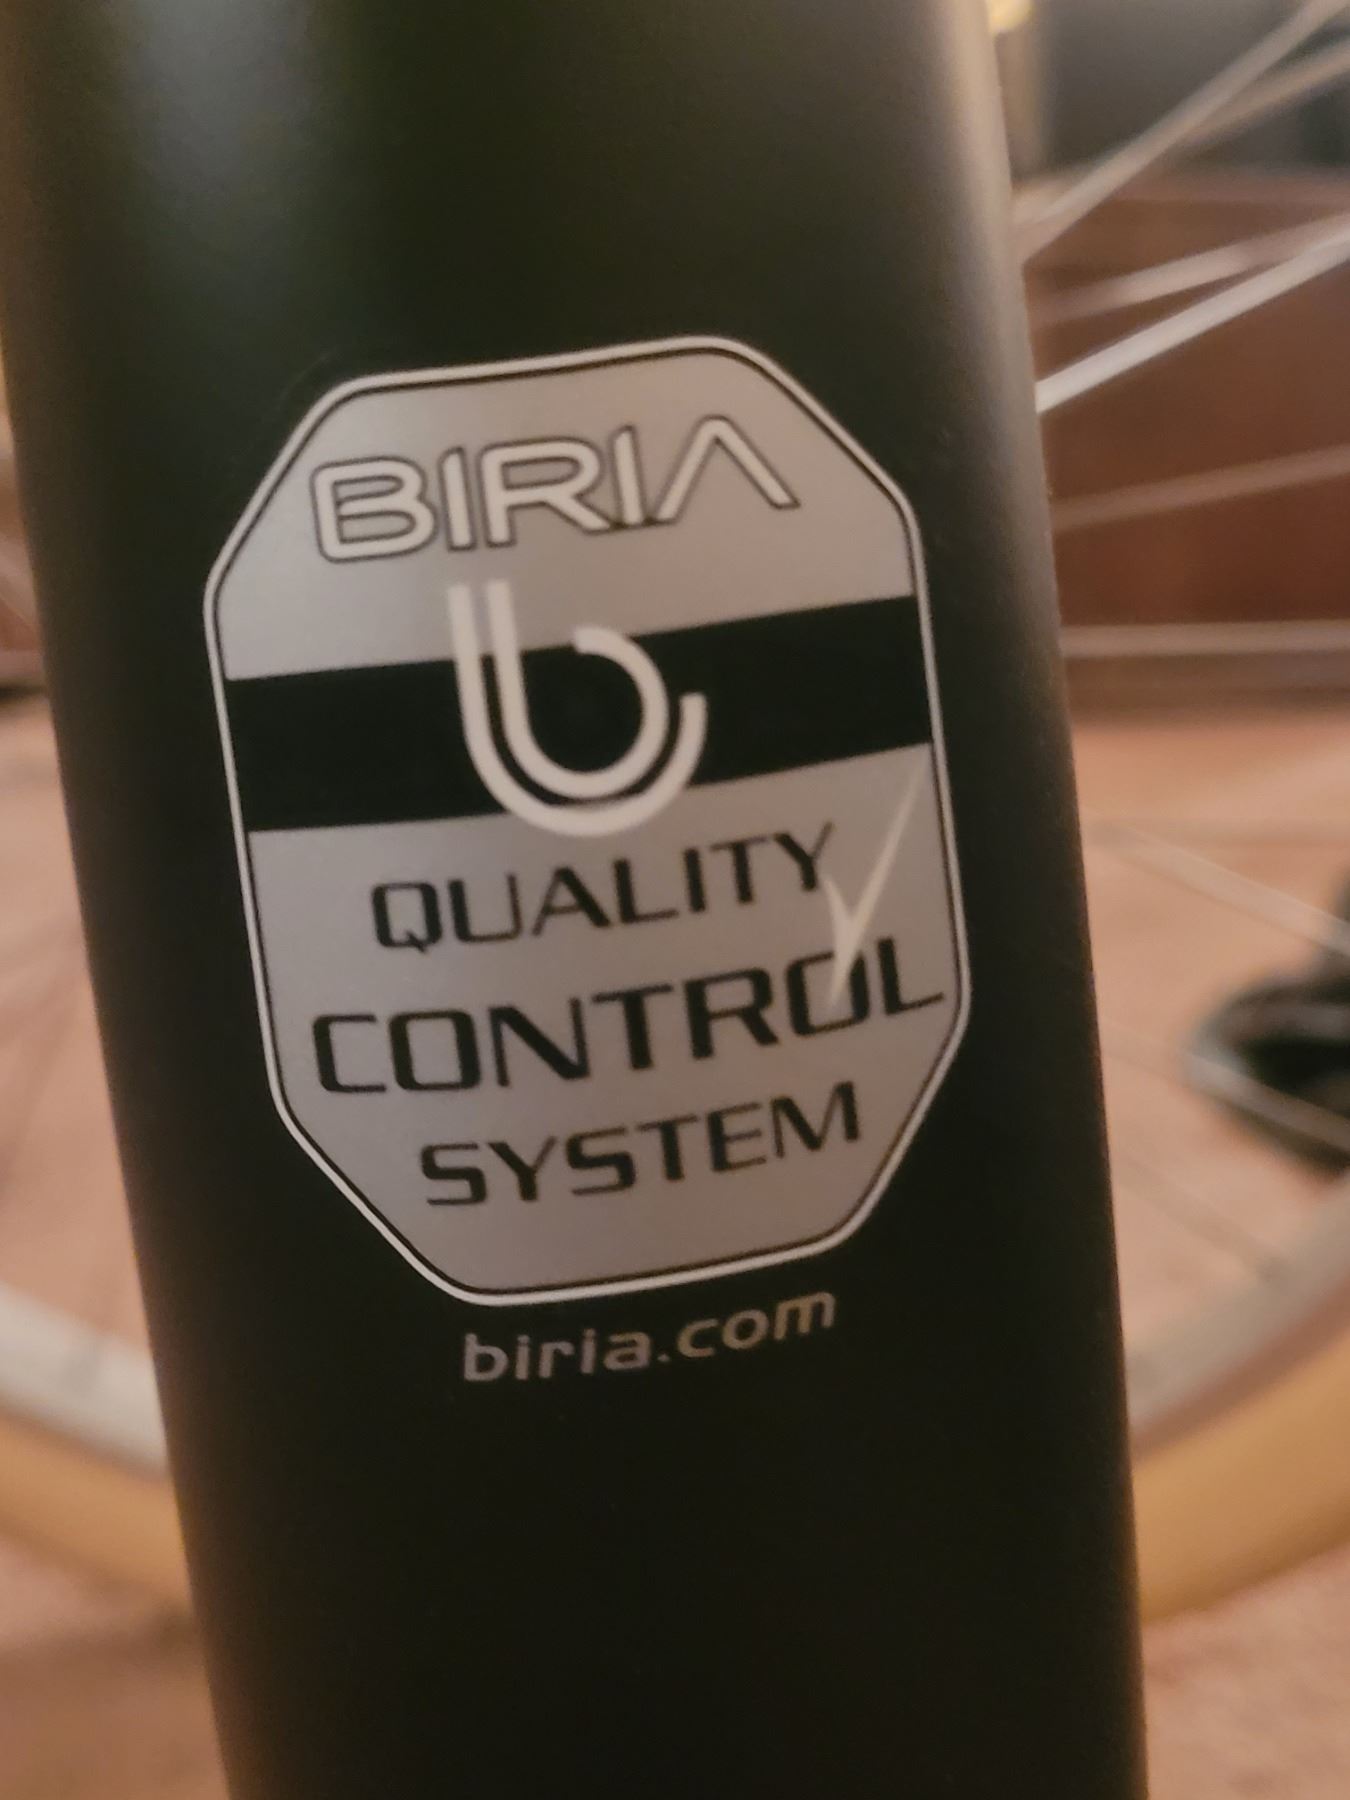 BIRIA
b
QUALITY
CONTROL
SYSTEM
biria.com